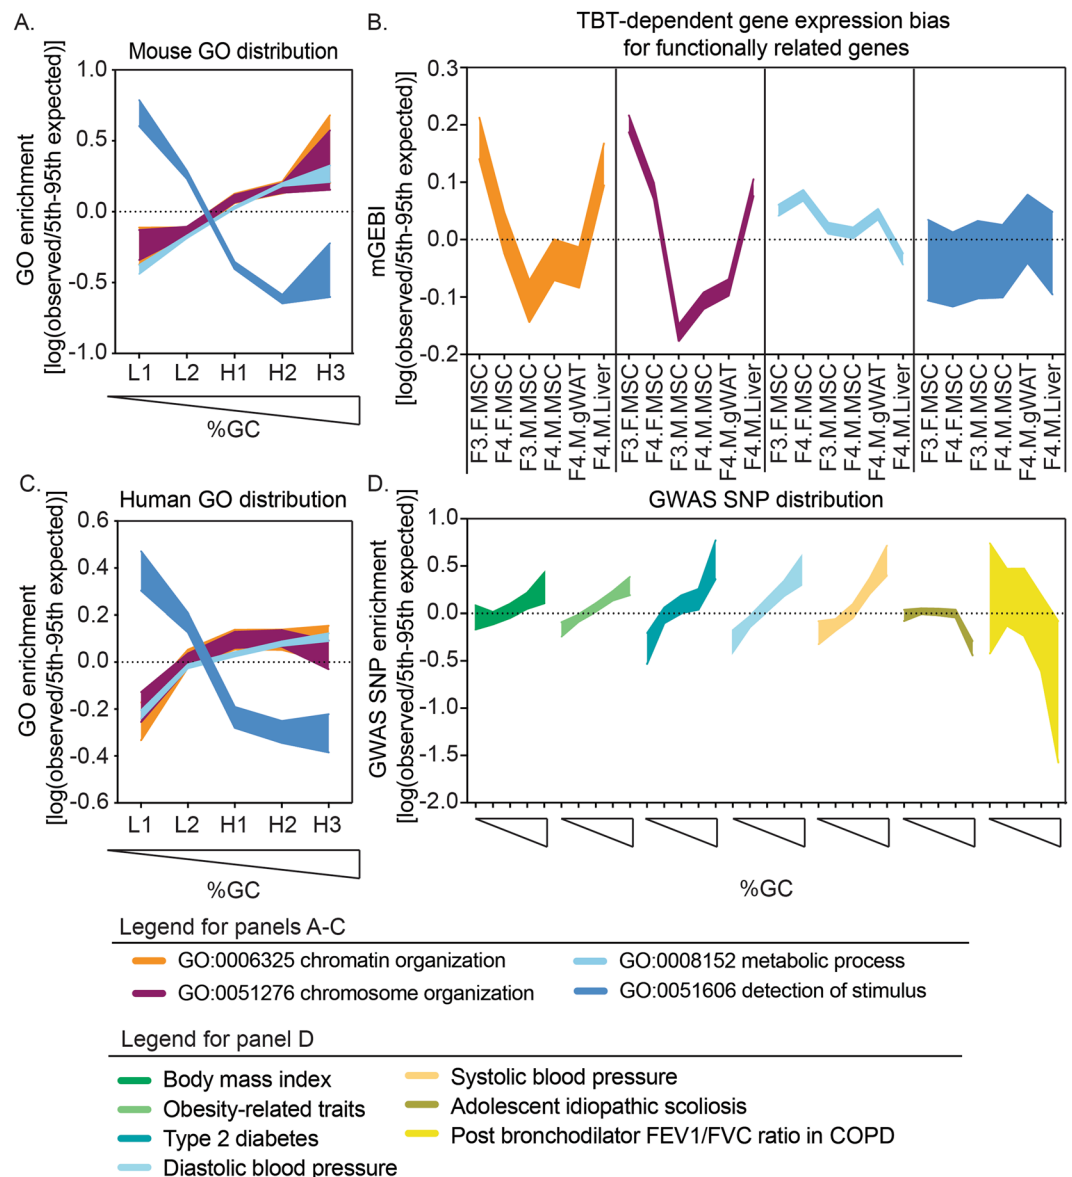 A.
Mouse GO distribution
GO enrichment
[log(observed/5th-95th expected)]
1.0
0.5
0.0
-0.5
-1.0
L1 L2 H1 H2 H3
%GC
B.
TBT-dependent gene expression bias
for functionally related genes
mGEBI
[log(observed/5th-95th expected)]
0.3
0.2
0.1
0.0
-0.1
-0.2
F3.F.MSC
F4.F.MSC
F3.M.MSC
F4.M.MSC
F4.M.gWAT
F4.M.Liver
F3.F.MSC
F4.F.MSC
F3.M.MSC
F4.M.MSC
F4.M.gWAT
F4.M.Liver
F3.F.MSC
F4.F.MSC
F3.M.MSC
F4.M.MSC
F4.M.gWAT
F4.M.Liver
F3.F.MSC
F4.F.MSC
F3.M.MSC
F4.M.MSC
F4.M.gWAT
F4.M.Liver
C.
Human GO distribution
GO enrichment
[log(observed/5th-95th expected)]
0.6
0.4
0.2
0.0
-0.2
-0.4
-0.6
L1 L2 H1 H2 H3
%GC
D.
GWAS SNP distribution
GWAS SNP enrichment
[log(observed/5th-95th expected)]
1.0
0.5
0.0
-0.5
-1.0
-1.5
-2.0
%GC
Legend for panels A-C
GO:0006325 chromatin organization
GO:0051276 chromosome organization
GO:0008152 metabolic process
GO:0051606 detection of stimulus
Legend for panel D
Body mass index
Obesity-related traits
Type 2 diabetes
Diastolic blood pressure
Systolic blood pressure
Adolescent idiopathic scoliosis
Post bronchodilator FEV1/FVC ratio in COPD